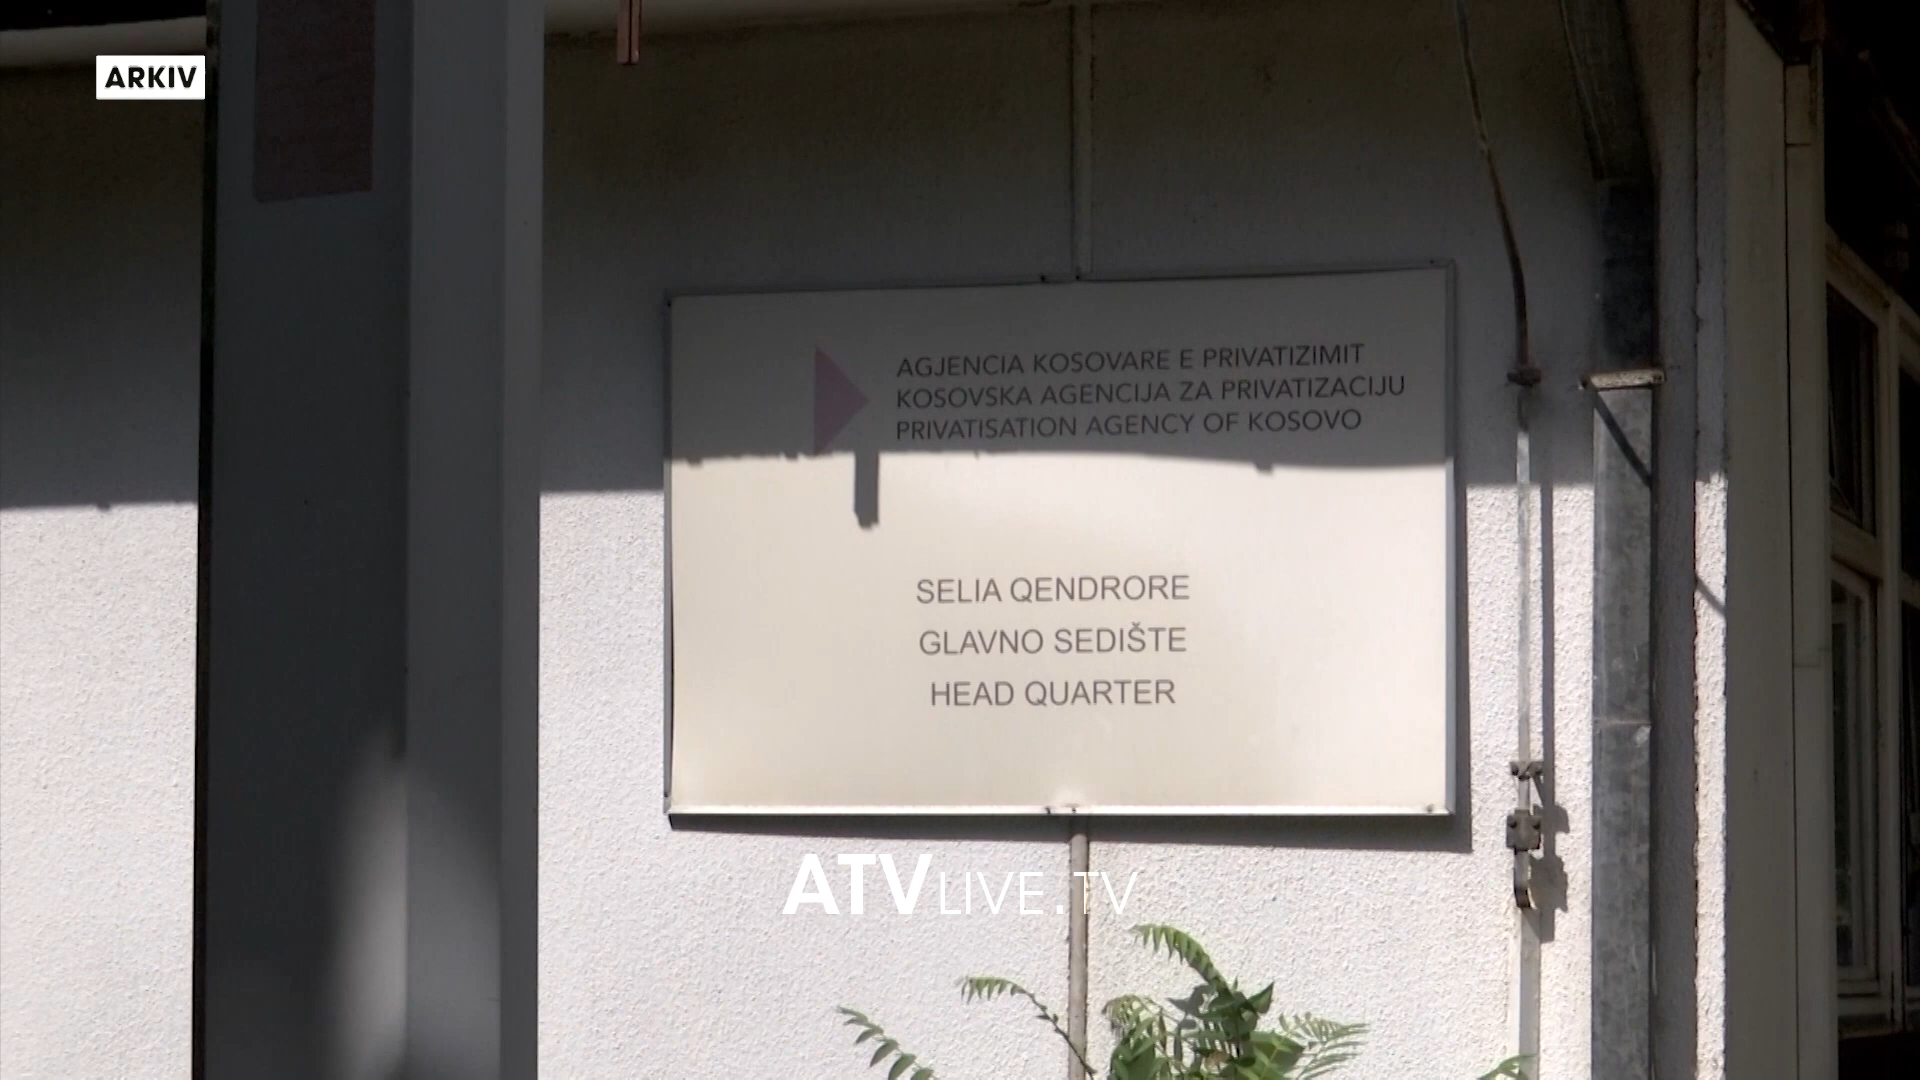 ARKIV
AGJENCIA KOSOVARE E PRIVATIZIMIT
KOSOVSKA AGENCIJA ZA PRIVATIZACIJU
PRIVATISATION AGENCY OF KOSOVO
SELIA QENDRORE
GLAVNO SEDIŠTE
HEAD QUARTER
ATVLIVE.TV